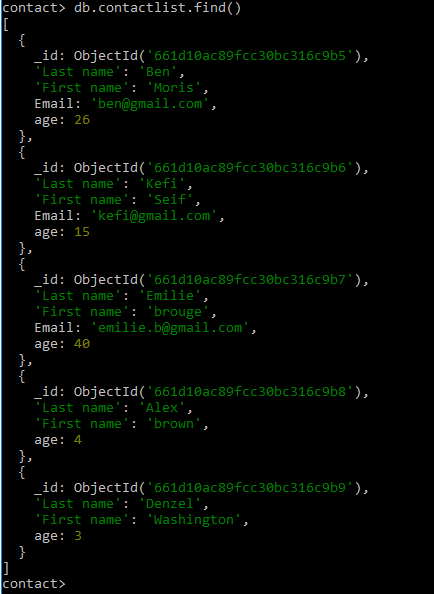 contact> db.contactlist.find()
[
  {
    _id: ObjectId('661d10ac89fcc30bc316c9b5'),
    'Last name': 'Ben',
    'First name': 'Moris',
    Email: 'ben@gmail.com',
    age: 26
  },
  {
    _id: ObjectId('661d10ac89fcc30bc316c9b6'),
    'Last name': 'Kefi',
    'First name': 'Seif',
    Email: 'kefi@gmail.com',
    age: 15
  },
  {
    _id: ObjectId('661d10ac89fcc30bc316c9b7'),
    'Last name': 'Emilie',
    'First name': 'brouge',
    Email: 'emilie.b@gmail.com',
    age: 40
  },
  {
    _id: ObjectId('661d10ac89fcc30bc316c9b8'),
    'Last name': 'Alex',
    'First name': 'brown',
    age: 4
  },
  {
    _id: ObjectId('661d10ac89fcc30bc316c9b9'),
    'Last name': 'Denzel',
    'First name': 'Washington',
    age: 3
  }
]
contact>